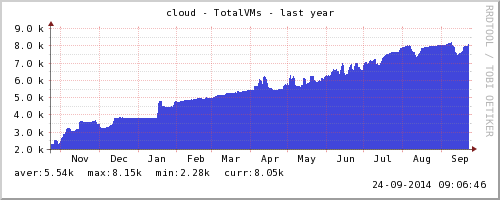 cloud - TotalVMs - last year
9.0 k
8.0 k
7.0 k
6.0 k
5.0 k
4.0 k
3.0 k
2.0 k
Nov Dec Jan Feb Mar Apr May Jun Jul Aug Sep
aver:5.54k max:8.15k min:2.28k curr:8.05k
24-09-2014 09:06:46
RRDTOOL / TOBI OETIKER